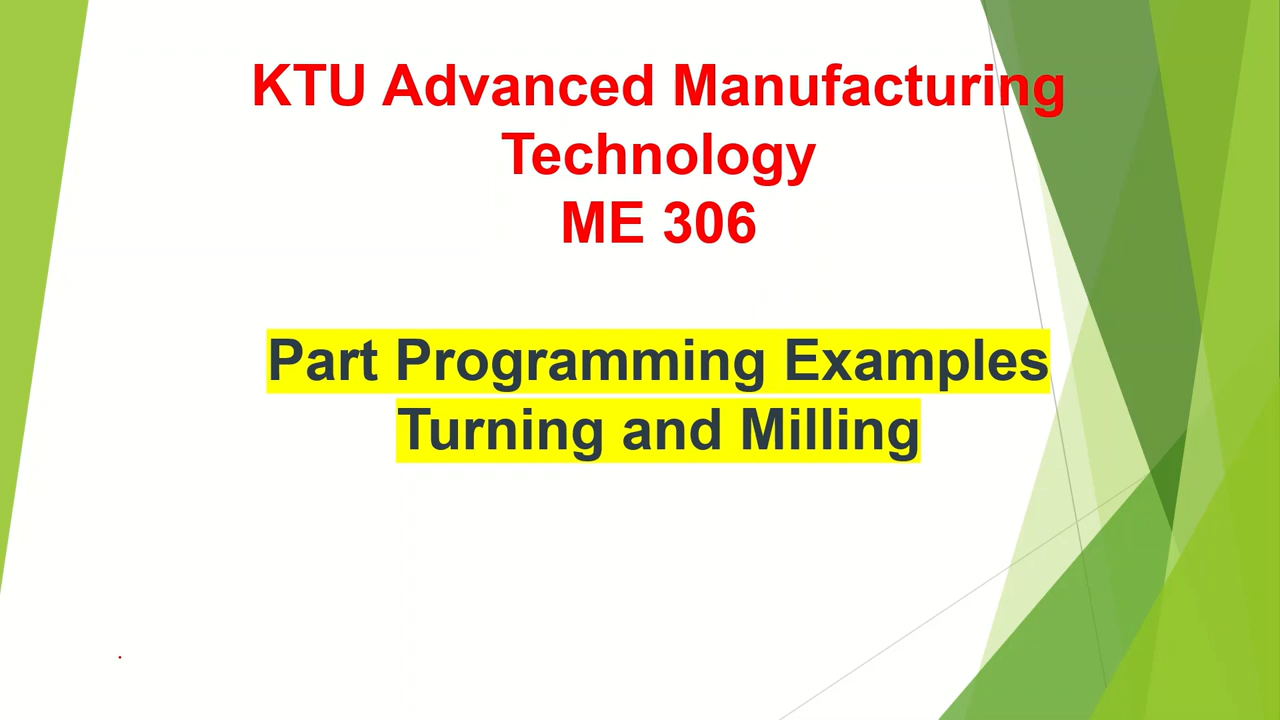 KTU Advanced Manufacturing
Technology
ME 306
Part Programming Examples
Turning and Milling